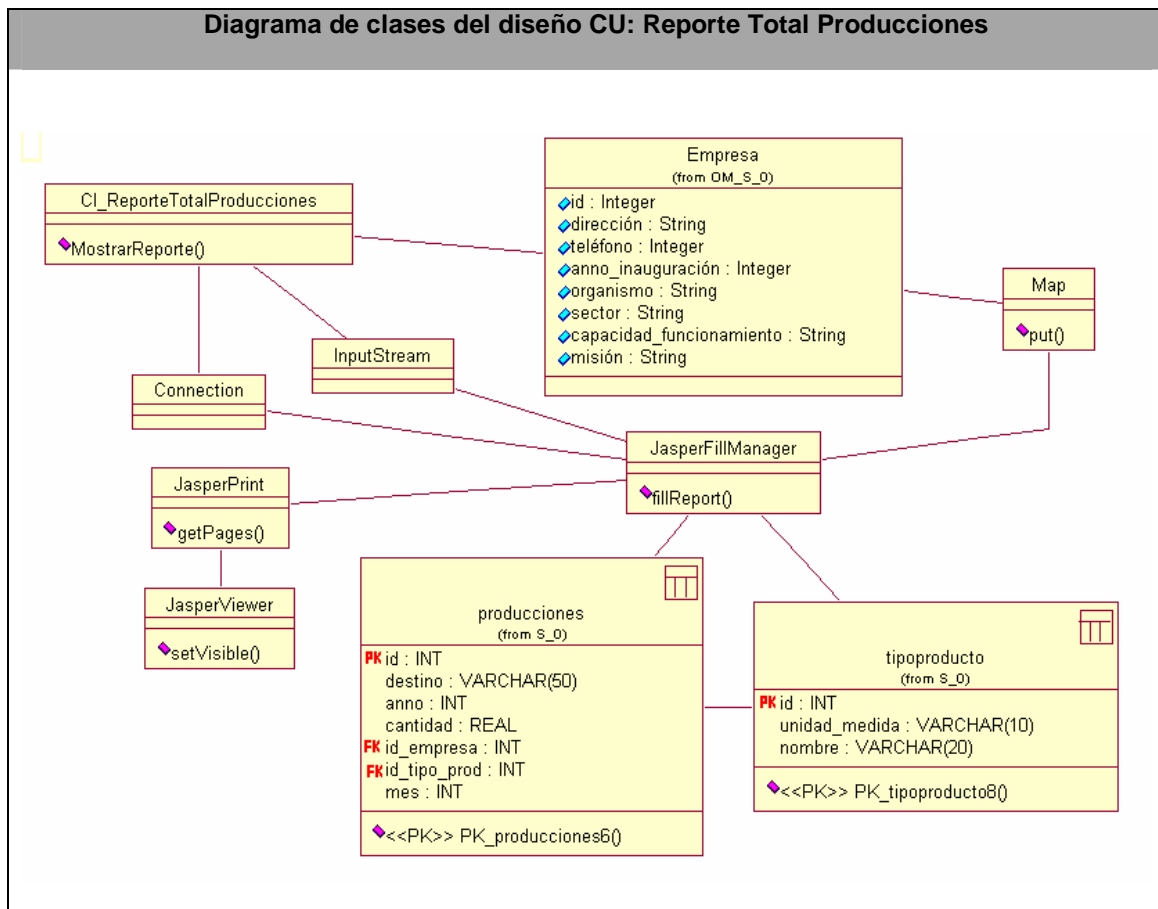 Diagrama de clases del diseño CU: Reporte Total Producciones
CI_ReporteTotalProducciones
MostrarReporte()
Empresa
(from OM_S_0)
id : Integer
dirección : String
teléfono : Integer
anno_inauguración : Integer
organismo : String
sector : String
capacidad_funcionamiento : String
misión : String
Map
put()
InputStream
Connection
JasperFillManager
fillReport()
JasperPrint
getPages()
JasperViewer
setVisible()
producciones
(from S_0)
PK id : INT
destino : VARCHAR(50)
anno : INT
cantidad : REAL
FK id_empresa : INT
FK id_tipo_prod : INT
mes : INT
<<PK>> PK_producciones6()
tipoproducto
(from S_0)
PK id : INT
unidad_medida : VARCHAR(10)
nombre : VARCHAR(20)
<<PK>> PK_tipoproducto8()